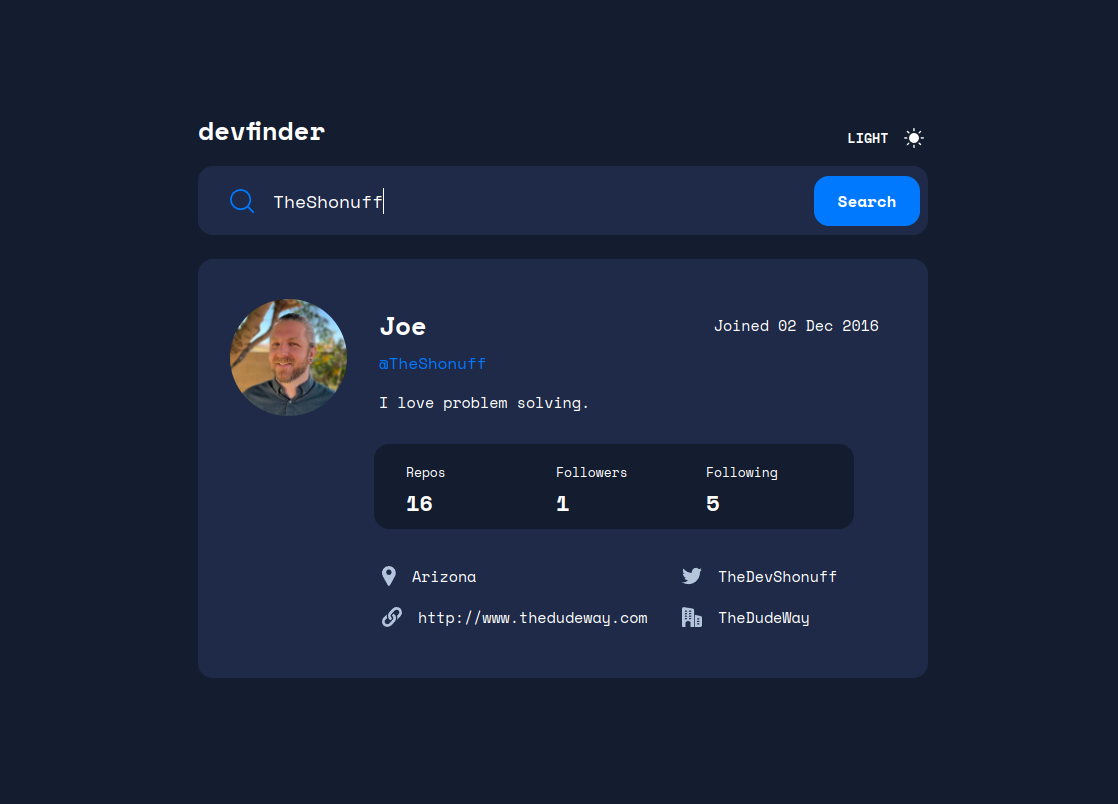 devfinder
LIGHT
TheShonuff
Search
Joe
Joined 02 Dec 2016
@TheShonuff
I love problem solving.
Repos Followers Following
16 1 5
Arizona TheDevShonuff
http://www.thedudeway.com TheDudeWay